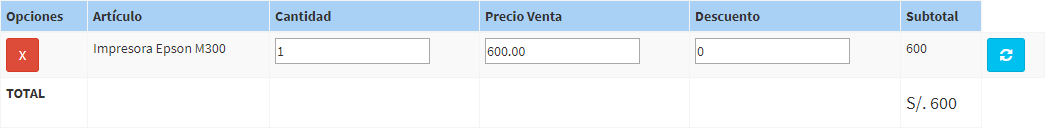 Opciones Artículo Cantidad Precio Venta Descuento Subtotal
X Impresora Epson M300 1 600.00 0 600
TOTAL
S/. 600